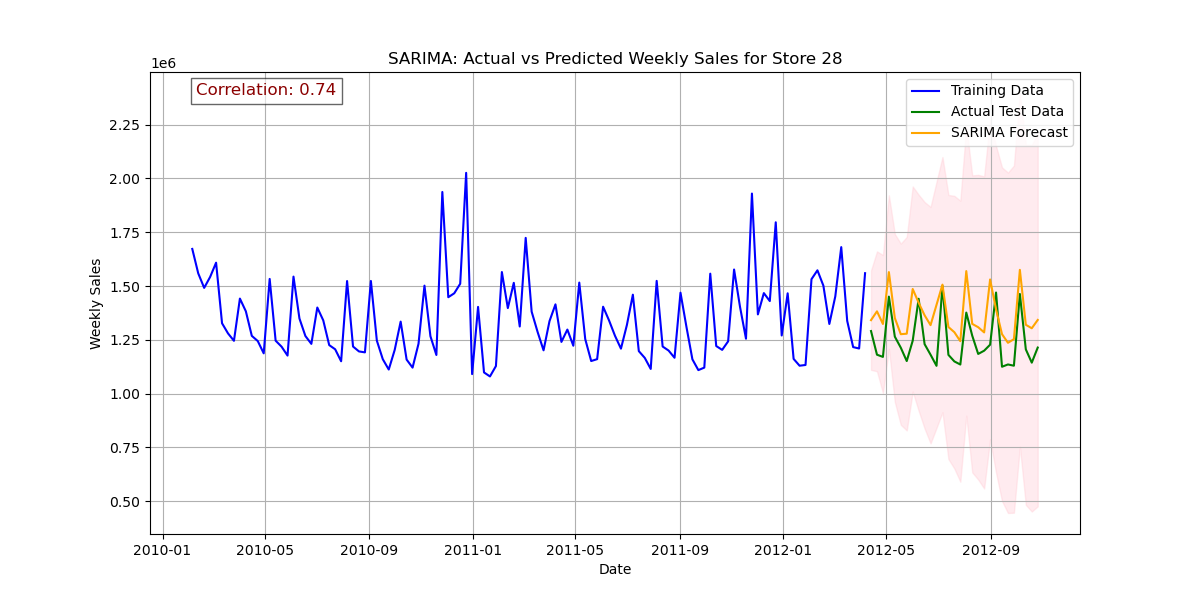 SARIMA: Actual vs Predicted Weekly Sales for Store 28
1e6
Correlation: 0.74
Training Data
Actual Test Data
SARIMA Forecast
2.25
2.00
1.75
1.50
1.25
1.00
0.75
0.50
Weekly Sales
2010-01 2010-05 2010-09 2011-01 2011-05 2011-09 2012-01 2012-05 2012-09
Date